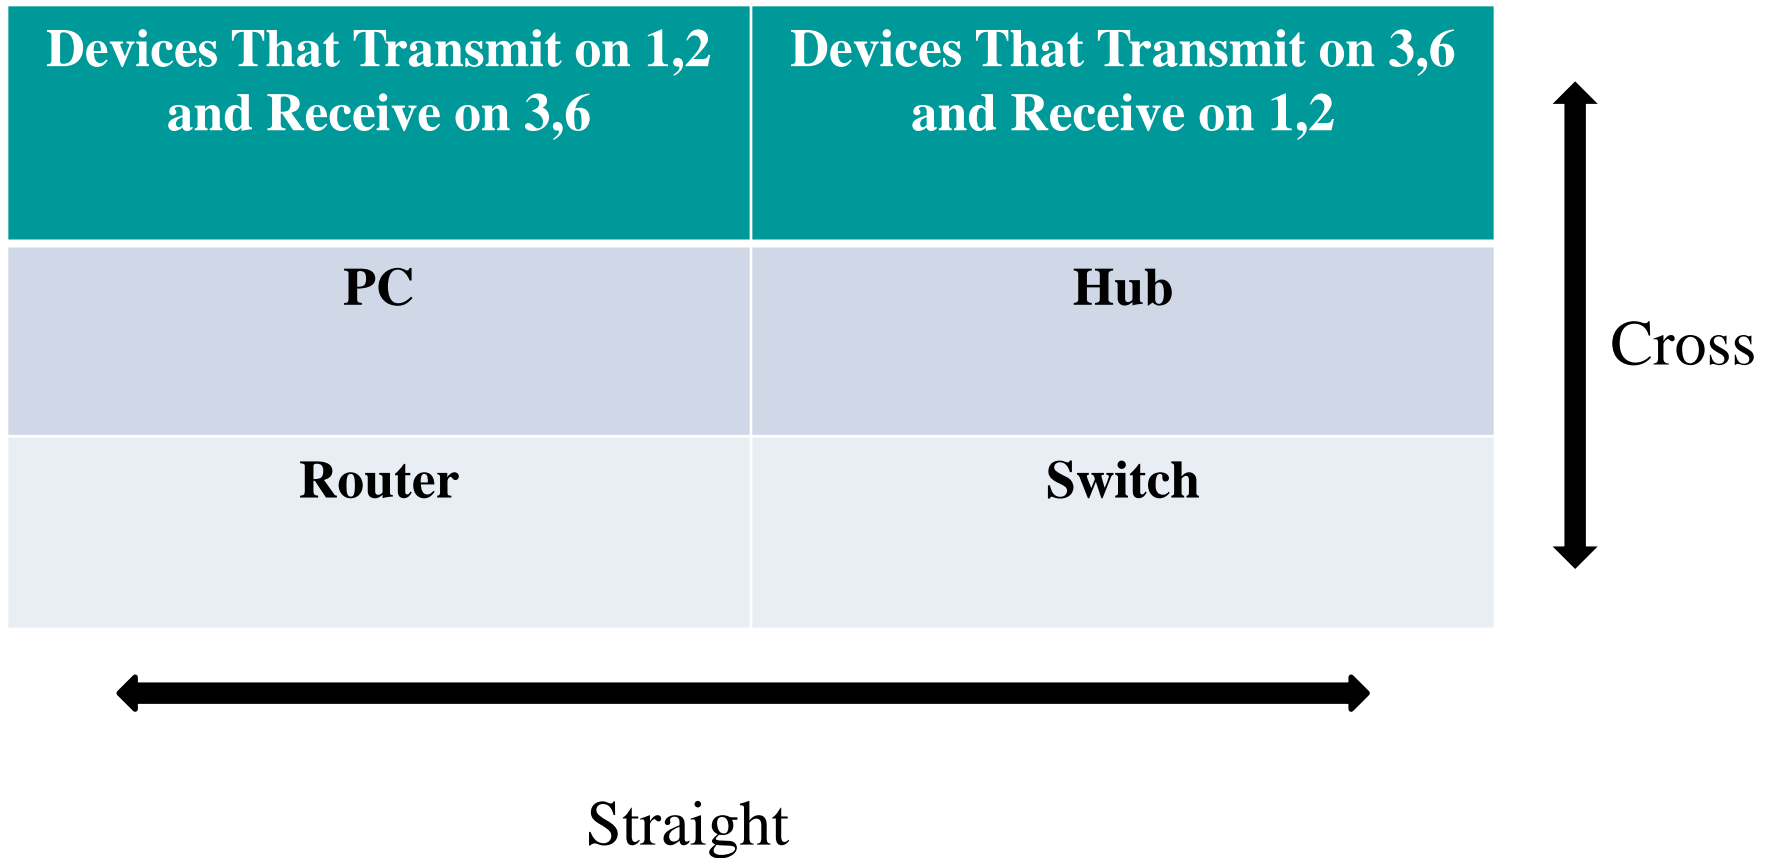 Devices That Transmit on 1,2
and Receive on 3,6
Devices That Transmit on 3,6
and Receive on 1,2
PC
Hub
Cross
Router
Switch
Straight